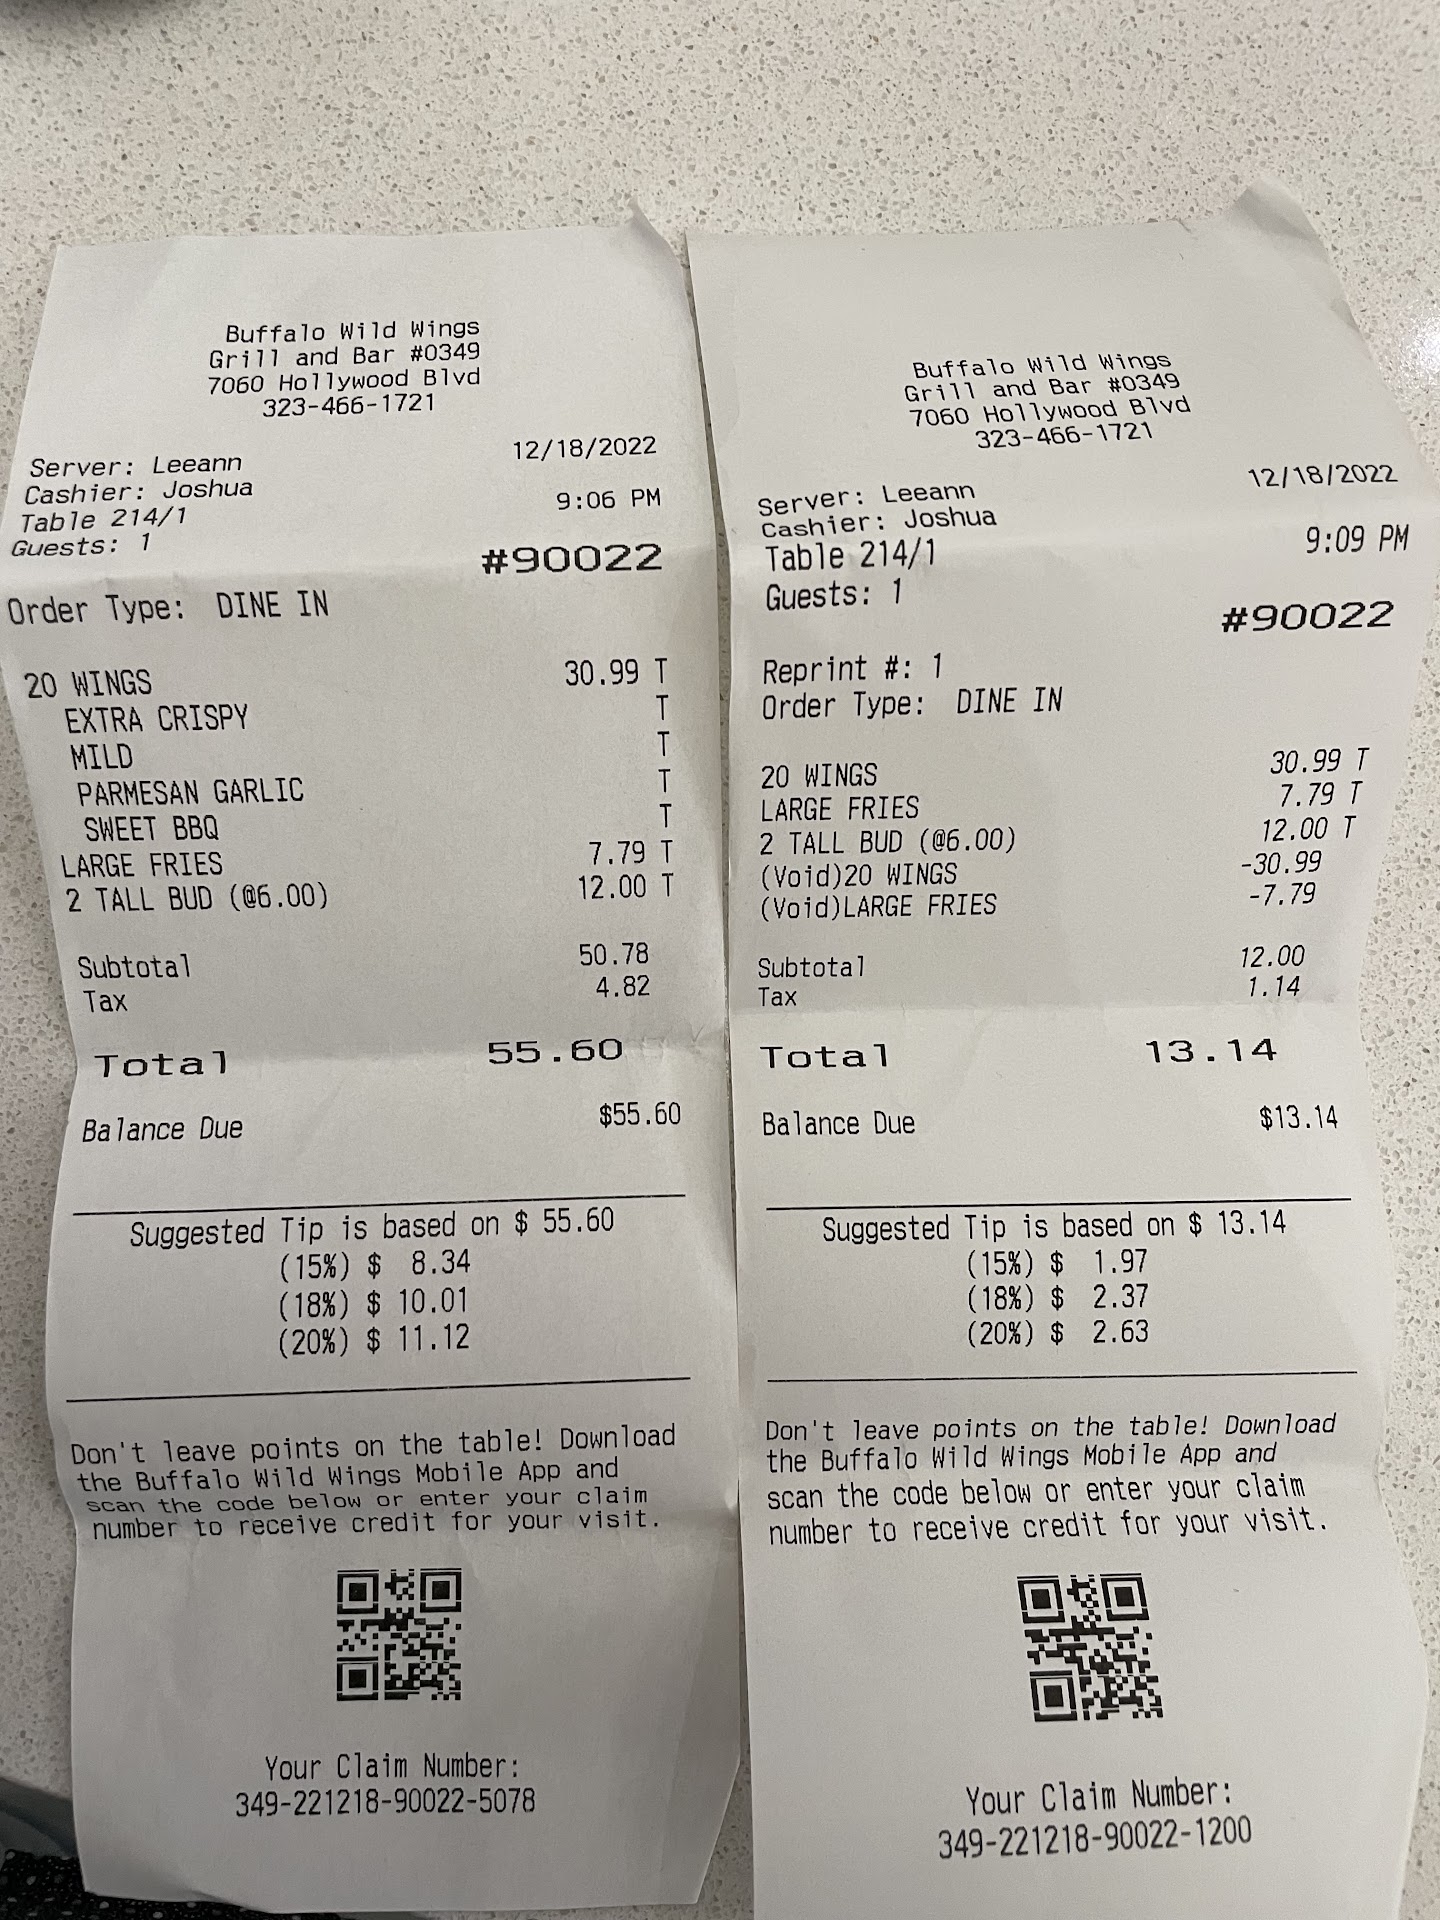 Buffalo Wild Wings
Grill and Bar #0349
7060 Hollywood Blvd
323-466-1721
Server: Leeann 12/18/2022
Cashier: Joshua
Table 214/1 9:06 PM
Guests: 1
#90022
Order Type: DINE IN
20 WINGS 30.99 T
EXTRA CRISPY T
MILD T
PARMESAN GARLIC T
SWEET BBQ T
LARGE FRIES 7.79 T
2 TALL BUD (@6.00) 12.00 T
Subtotal 50.78
Tax 4.82
Total 55.60
Balance Due $55.60
Suggested Tip is based on $ 55.60
(15%) $ 8.34
(18%) $ 10.01
(20%) $ 11.12
Don't leave points on the table! Download
the Buffalo Wild Wings Mobile App and
scan the code below or enter your claim
number to receive credit for your visit.
Your Claim Number:
349-221218-90022-5078
Buffalo Wild Wings
Grill and Bar #0349
7060 Hollywood Blvd
323-466-1721
Server: Leeann 12/18/2022
Cashier: Joshua
Table 214/1 9:09 PM
Guests: 1
#90022
Reprint #: 1
Order Type: DINE IN
20 WINGS 30.99 T
LARGE FRIES 7.79 T
2 TALL BUD (@6.00) 12.00 T
(Void)20 WINGS -30.99
(Void)LARGE FRIES -7.79
Subtotal 12.00
Tax 1.14
Total 13.14
Balance Due $13.14
Suggested Tip is based on $ 13.14
(15%) $ 1.97
(18%) $ 2.37
(20%) $ 2.63
Don't leave points on the table! Download
the Buffalo Wild Wings Mobile App and
scan the code below or enter your claim
number to receive credit for your visit.
Your Claim Number:
349-221218-90022-1200